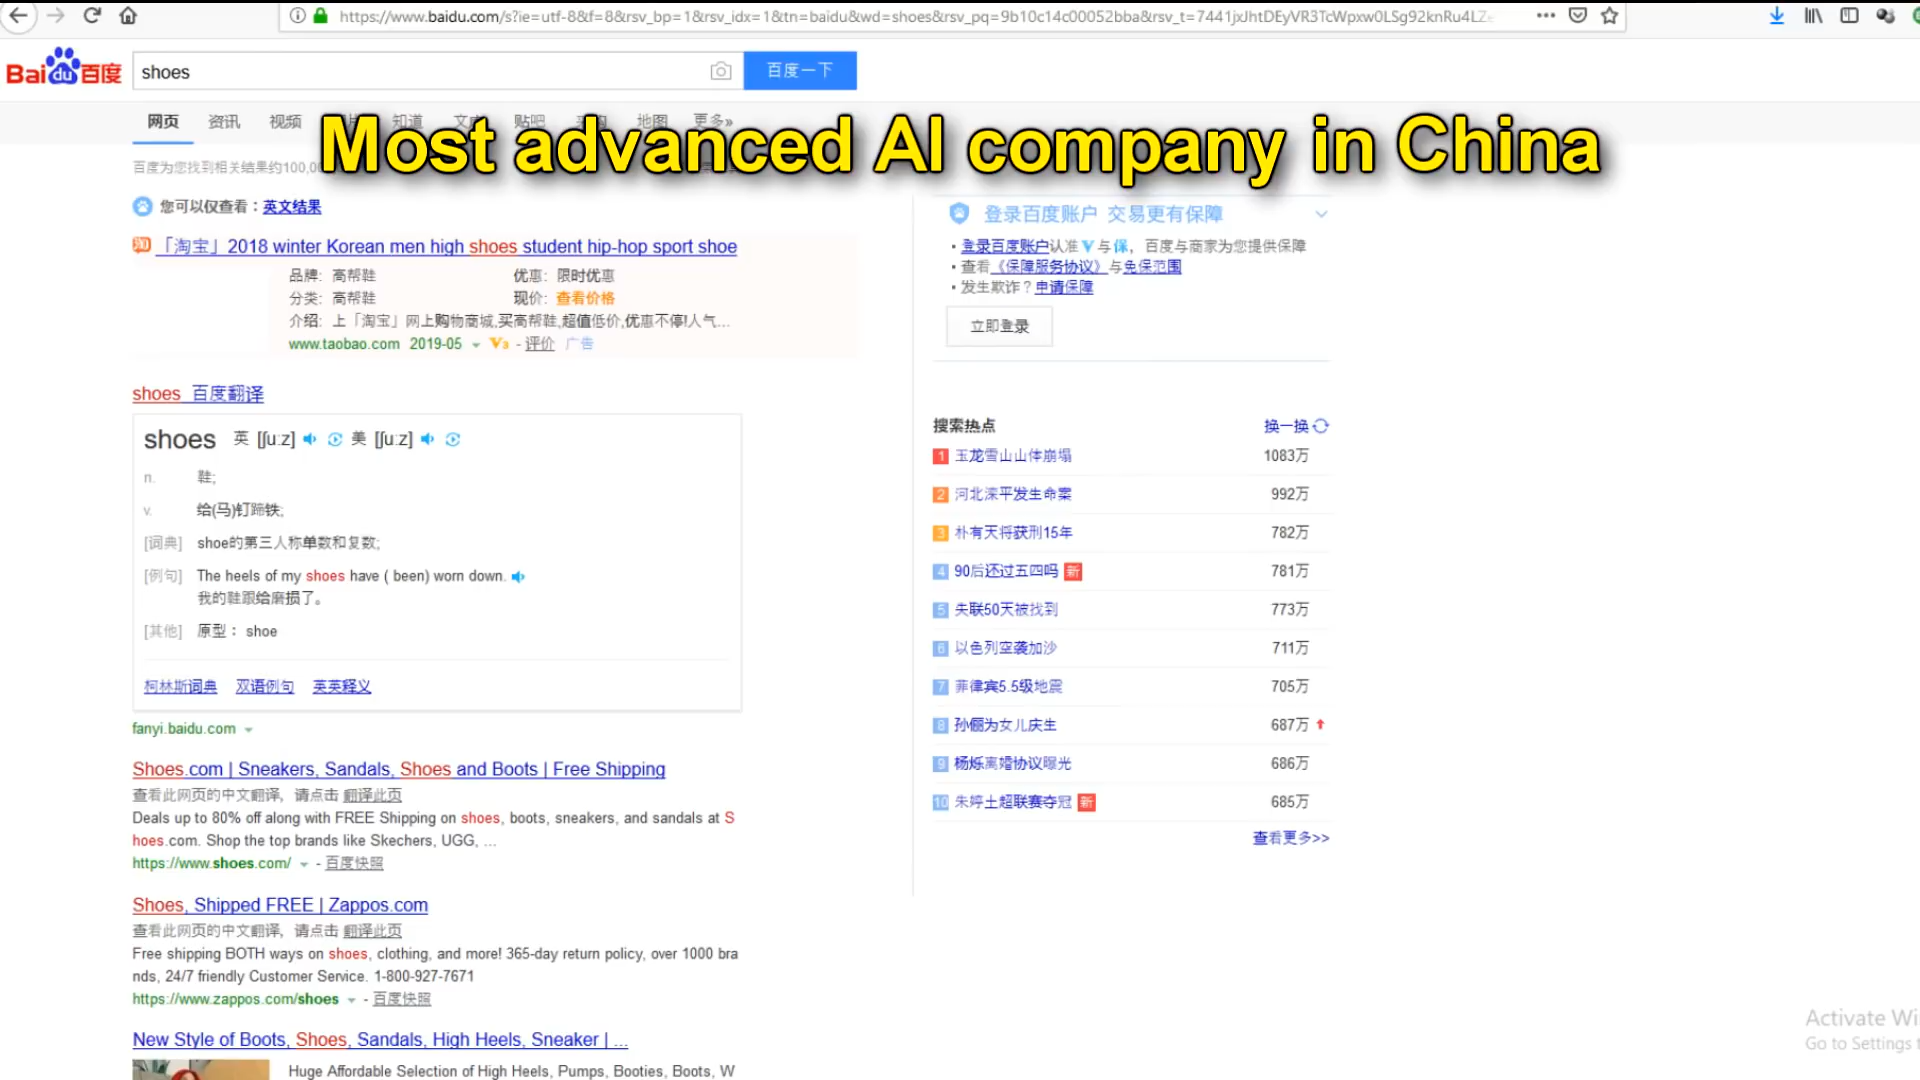 https://www.baidu.com/s?ie=utf-8&f=8&rsv_bp=1&rsv_idx=1&tn=baidu&wd=shoes&rsv_pq=9b10c14c00052bba&rsv_t=7441jxJhtDEyVR3TcWpxw0LSg92knRu4LZe
Bai du 百度
shoes
百度一下
网页 资讯 视频 知道 贴吧 地图 更多»
Most advanced AI company in China
百度为您找到相关结果约100,0
您可以仅查看：英文结果
「淘宝」2018 winter Korean men high shoes student hip-hop sport shoe
品牌: 高帮鞋 优惠: 限时优惠
分类: 高帮鞋 现价: 查看价格
介绍: 上「淘宝」网上购物商城,买高帮鞋,超值低价,优惠不停!人气...
www.taobao.com 2019-05 V3 - 评价 广告
shoes_百度翻译
shoes 英 [ʃuːz] 美 [ʃuːz]
n. 鞋;
v. 给(马)钉蹄铁;
[词典] shoe的第三人称单数和复数;
[例句] The heels of my shoes have ( been) worn down.
我的鞋跟给磨损了。
[其他] 原型： shoe
柯林斯词典 双语例句 英英释义
fanyi.baidu.com
Shoes.com | Sneakers, Sandals, Shoes and Boots | Free Shipping
查看此网页的中文翻译，请点击 翻译此页
Deals up to 80% off along with FREE Shipping on shoes, boots, sneakers, and sandals at S
hoes.com. Shop the top brands like Skechers, UGG, ...
https://www.shoes.com/ - 百度快照
Shoes, Shipped FREE | Zappos.com
查看此网页的中文翻译，请点击 翻译此页
Free shipping BOTH ways on shoes, clothing, and more! 365-day return policy, over 1000 bra
nds, 24/7 friendly Customer Service. 1-800-927-7671
https://www.zappos.com/shoes - 百度快照
New Style of Boots, Shoes, Sandals, High Heels, Sneaker | ...
Huge Affordable Selection of High Heels, Pumps, Booties, Boots, W
登录百度账户 交易更有保障
• 登录百度账户认准V与保，百度与商家为您提供保障
• 查看《保障服务协议》与免保范围
• 发生欺诈？申请保障
立即登录
搜索热点 换一换
1 玉龙雪山山体崩塌 1083万
2 河北滦平发生命案 992万
3 朴有天将获刑15年 782万
4 90后还过五四吗 新 781万
5 失联50天被找到 773万
6 以色列空袭加沙 711万
7 菲律宾5.5级地震 705万
8 孙俪为女儿庆生 687万
9 杨烁离婚协议曝光 686万
10 朱婷土超联赛夺冠 新 685万
查看更多>>
Activate Wi
Go to Settings t